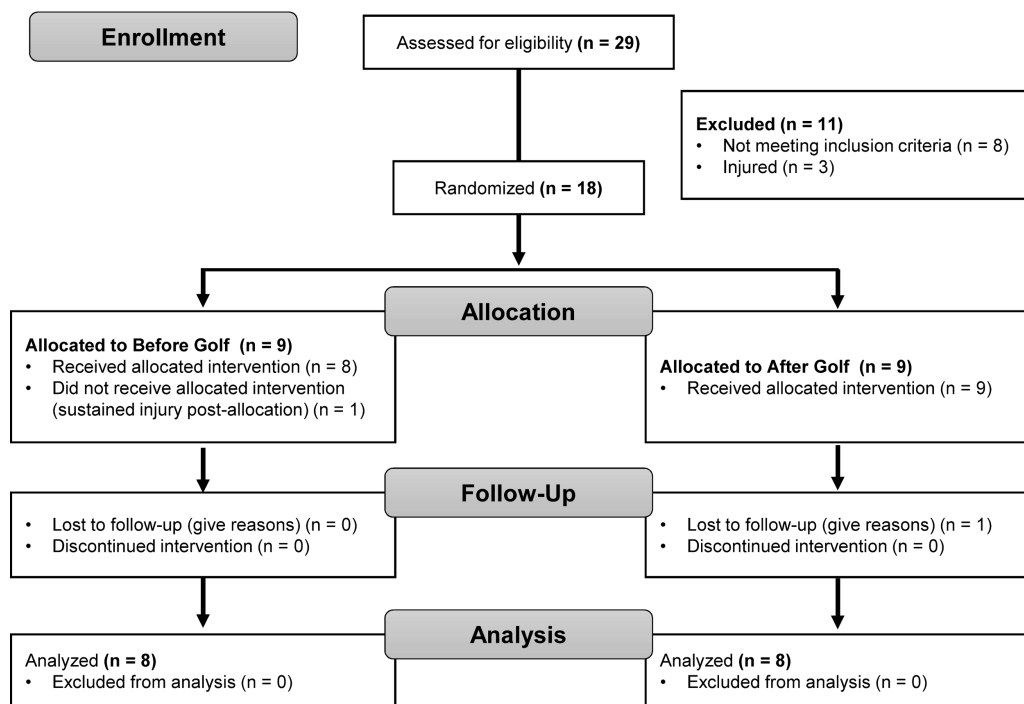 Enrollment
Assessed for eligibility (n = 29)
Excluded (n = 11)
• Not meeting inclusion criteria (n = 8)
• Injured (n = 3)
Randomized (n = 18)
Allocation
Allocated to Before Golf (n = 9)
• Received allocated intervention (n = 8)
• Did not receive allocated intervention
(sustained injury post-allocation) (n = 1)
Allocated to After Golf (n = 9)
• Received allocated intervention (n = 9)
Follow-Up
• Lost to follow-up (give reasons) (n = 0)
• Discontinued intervention (n = 0)
• Lost to follow-up (give reasons) (n = 1)
• Discontinued intervention (n = 0)
Analysis
Analyzed (n = 8)
• Excluded from analysis (n = 0)
Analyzed (n = 8)
• Excluded from analysis (n = 0)